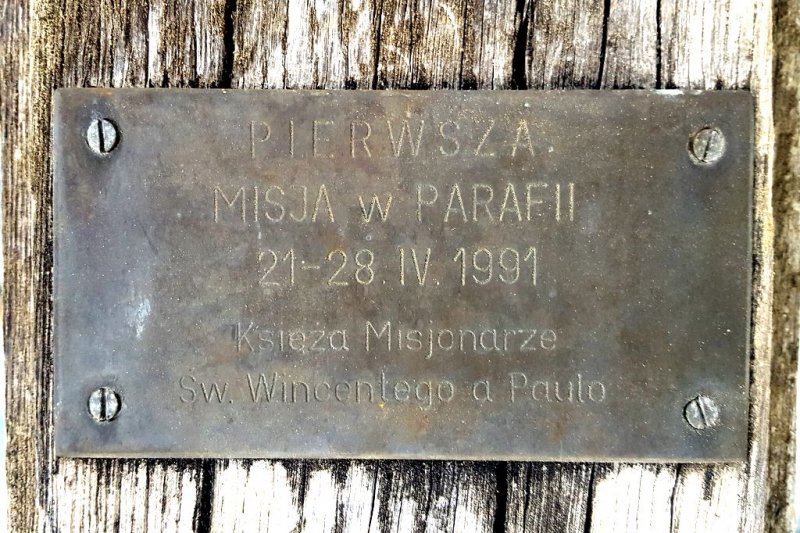 PIERWSZA
MISJA w PARAFII
21-28.IV.1991
Księża Misjonarze
Św. Wincentego a Paulo